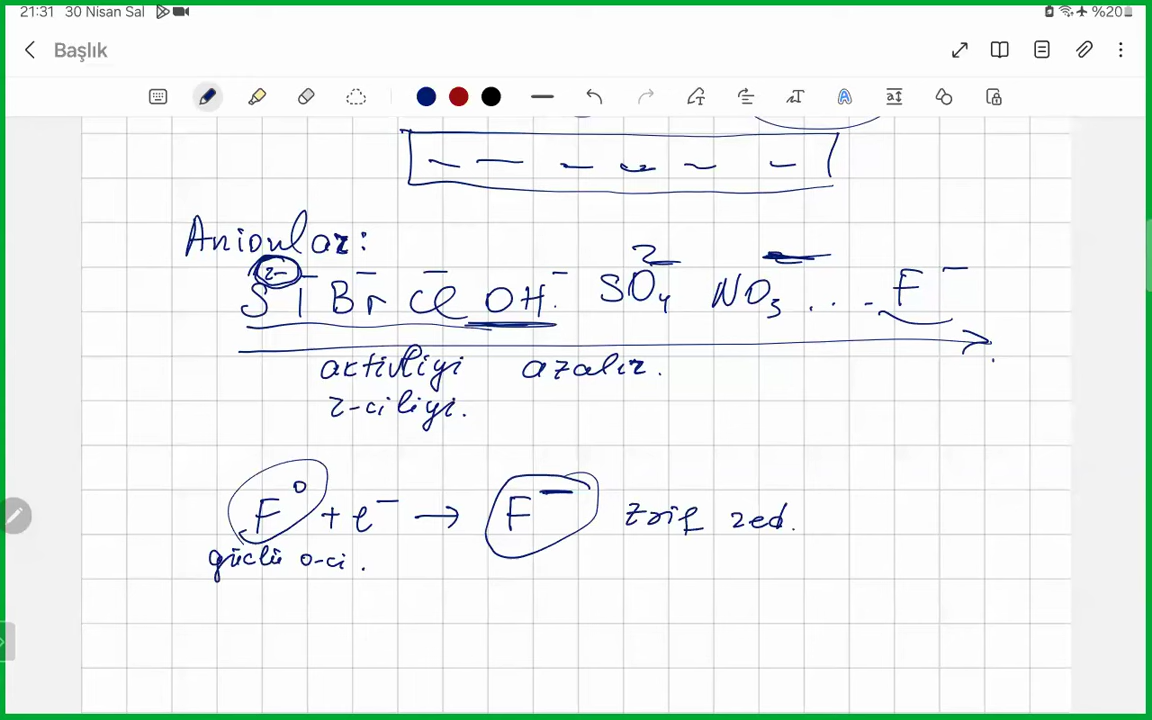 21:31 30 Nisan Sal %20
Başlık
Anionlar:
S²⁻ I⁻ Br⁻ Cl⁻ OH⁻ SO₄²⁻ NO₃⁻ ... F⁻
aktivliyi azalır.
r-ciliyi.
F⁰ + e⁻ → F⁻ zəif red.
güclü o-ci.